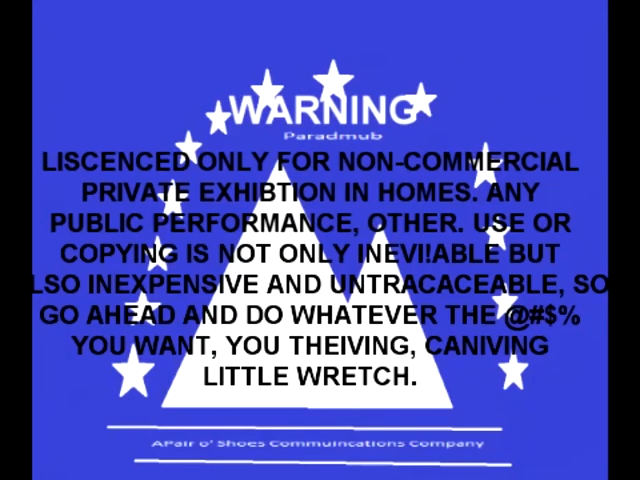 WARNING
Paradmub
LISCENCED ONLY FOR NON-COMMERCIAL
PRIVATE EXHIBTION IN HOMES. ANY
PUBLIC PERFORMANCE, OTHER. USE OR
COPYING IS NOT ONLY INEVI!ABLE BUT
LSO INEXPENSIVE AND UNTRACACEABLE, SO
GO AHEAD AND DO WHATEVER THE @#$%
YOU WANT, YOU THEIVING, CANIVING
LITTLE WRETCH.
APair o' Shoes Commuincations Company